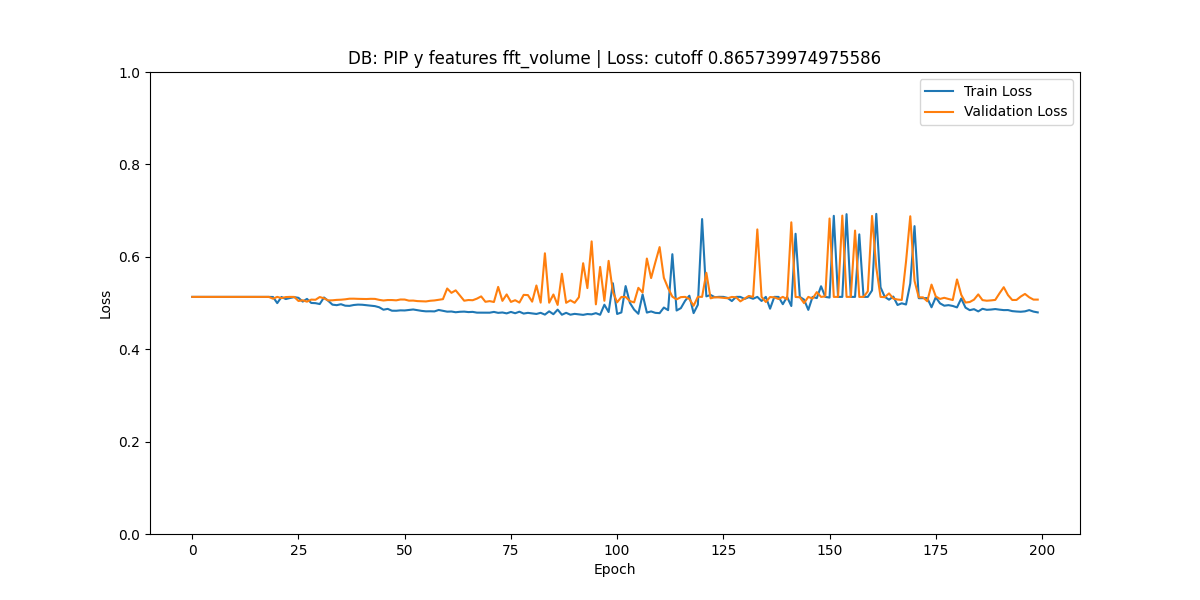 DB: PIP y features fft_volume | Loss: cutoff 0.865739974975586
1.0
0.8
0.6
0.4
0.2
0.0
Loss
Train Loss
Validation Loss
0 25 50 75 100 125 150 175 200
Epoch